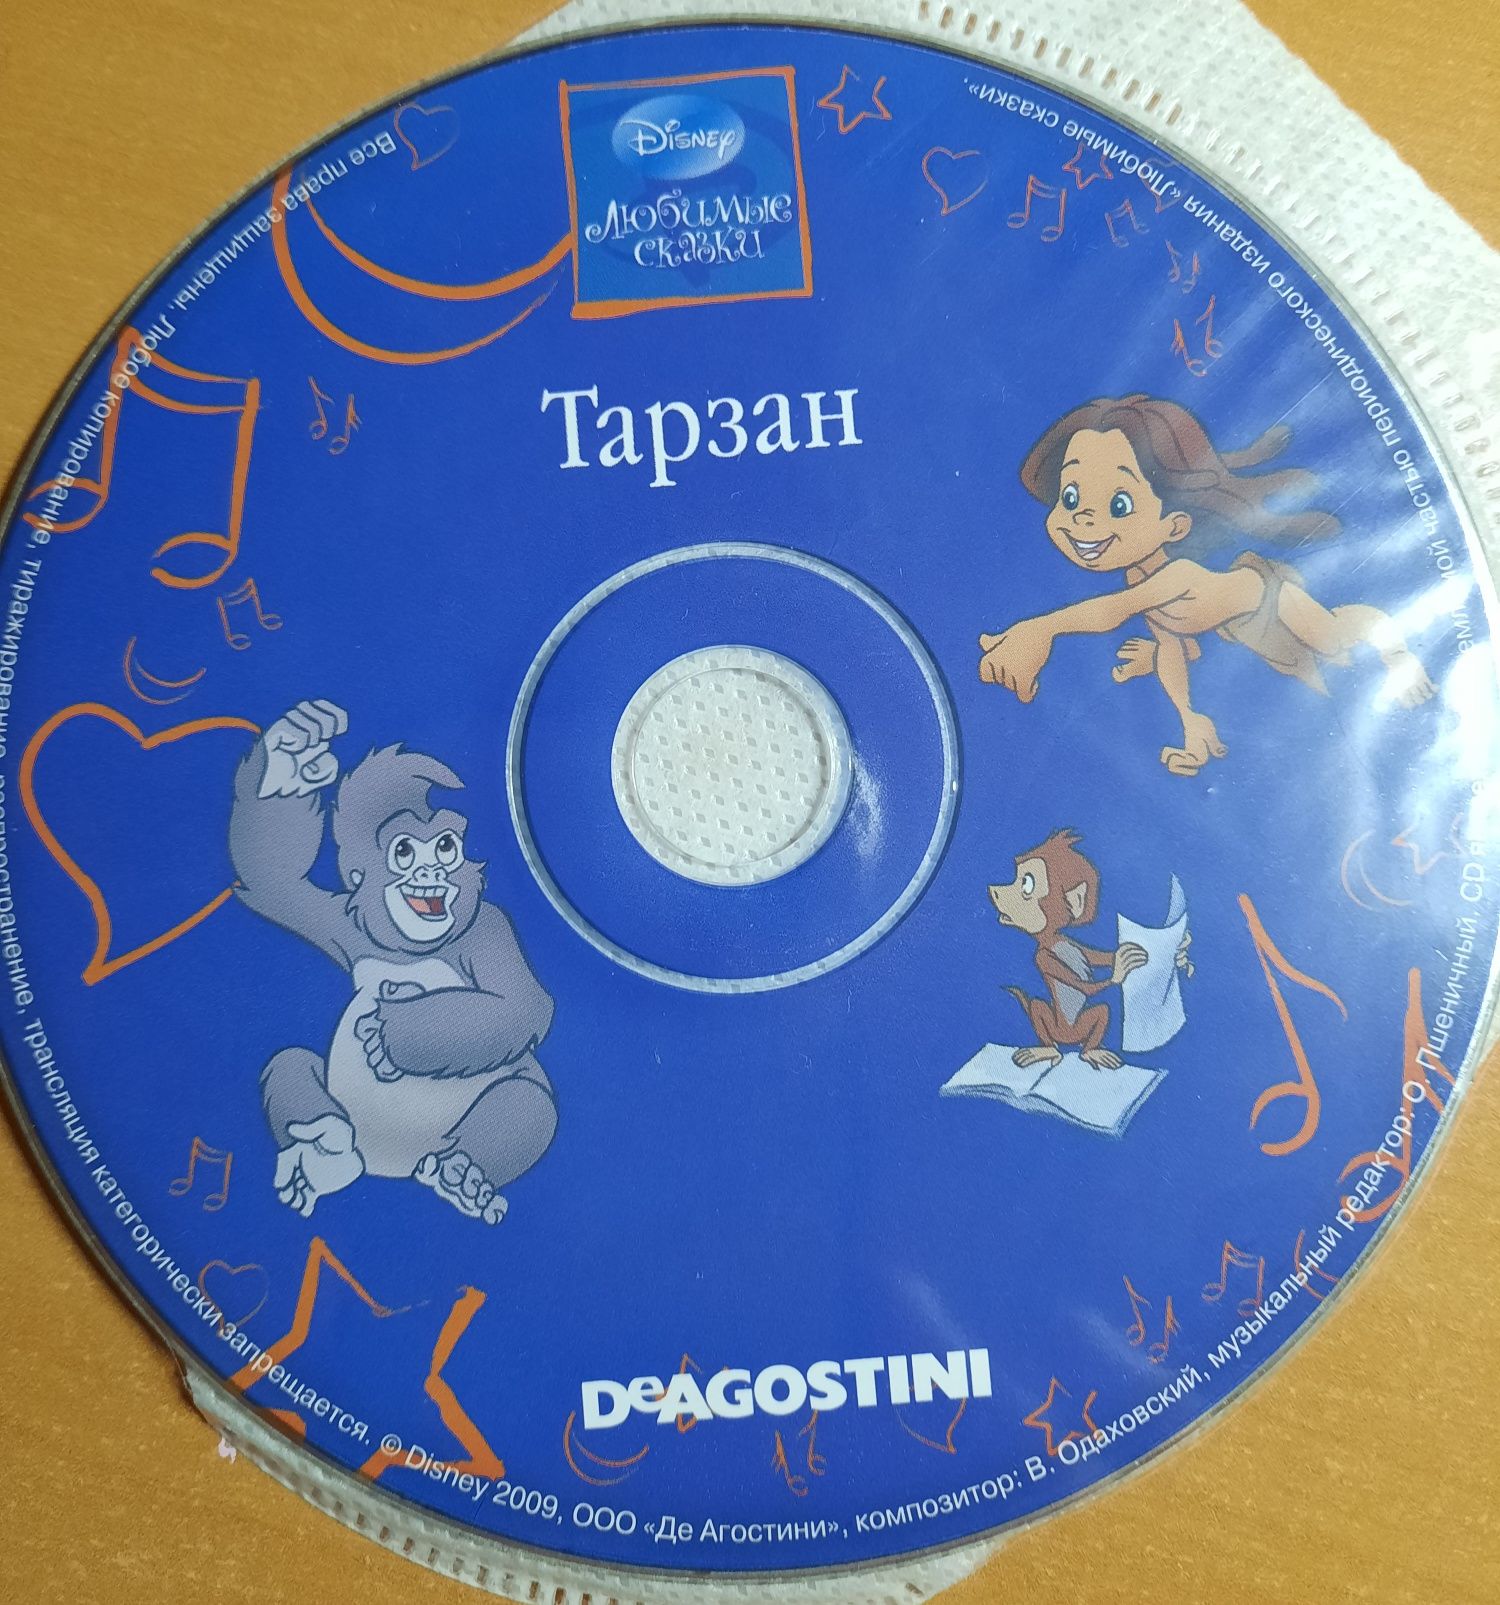 Disney
Любимые
сказки
Тарзан
DeAGOSTINI
Все права защищены. Любое копирование, тиражирование, распространение, трансляция категорически запрещается. © Disney 2009, ООО «Де Агостини», композитор: В. Одаховский, музыкальный редактор: О. Пшеничный. CD частью периодического издания «Любимые сказки».